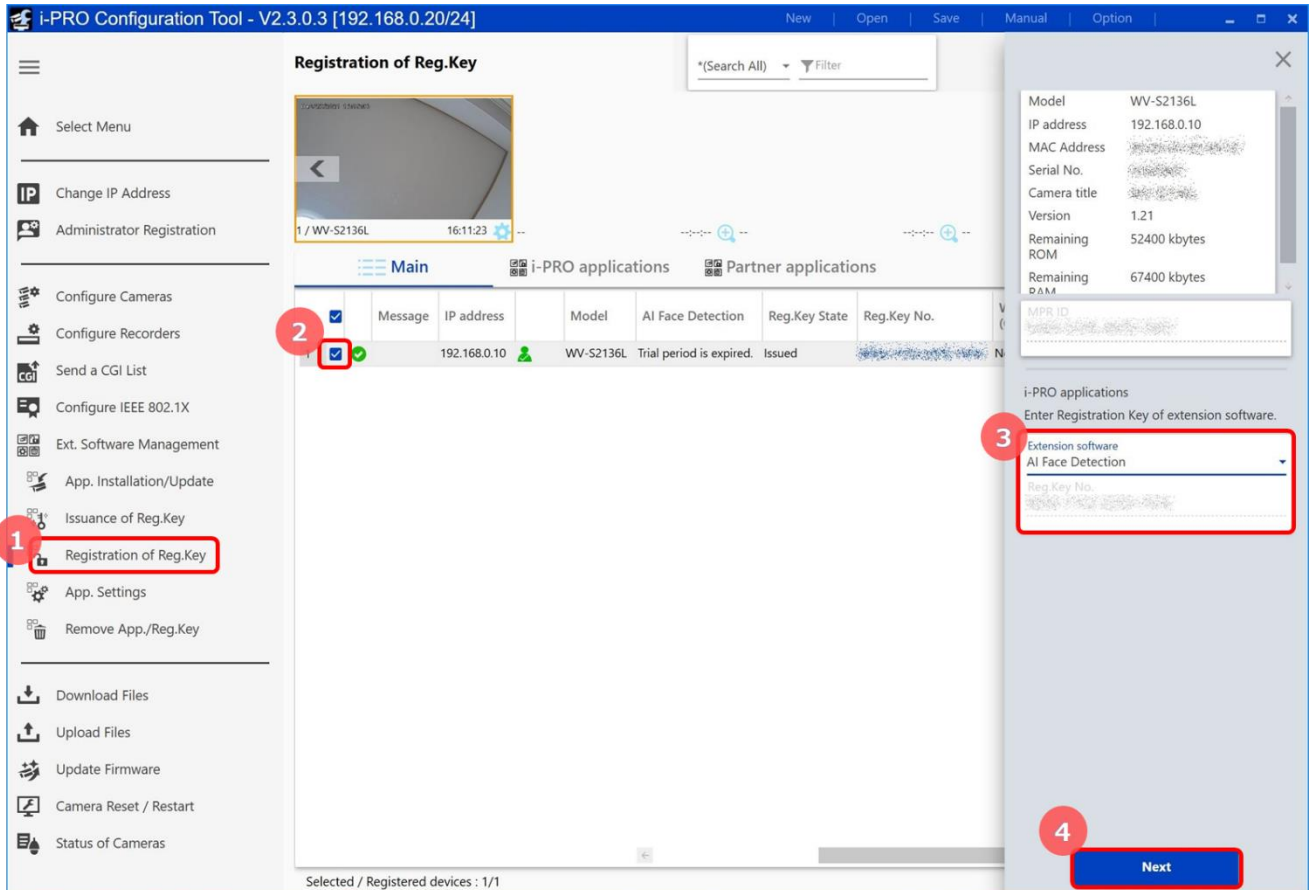 i-PRO Configuration Tool - V2.3.0.3 [192.168.0.20/24]
New | Open | Save | Manual | Option |
Select Menu
Change IP Address
Administrator Registration
Configure Cameras
Configure Recorders
Send a CGI List
Configure IEEE 802.1X
Ext. Software Management
App. Installation/Update
Issuance of Reg.Key
1
Registration of Reg.Key
App. Settings
Remove App./Reg.Key
Download Files
Upload Files
Update Firmware
Camera Reset / Restart
Status of Cameras
Registration of Reg.Key
*(Search All) Filter
1 / WV-S2136L 16:11:23 -- --:--:-- -- --:--:-- --
Main i-PRO applications Partner applications
Message IP address Model AI Face Detection Reg.Key State Reg.Key No.
2
192.168.0.10 WV-S2136L Trial period is expired. Issued
Selected / Registered devices : 1/1
Model WV-S2136L
IP address 192.168.0.10
MAC Address
Serial No.
Camera title
Version 1.21
Remaining ROM 52400 kbytes
Remaining RAM 67400 kbytes
MPR ID
i-PRO applications
Enter Registration Key of extension software.
3
Extension software
AI Face Detection
Reg.Key No.
4
Next